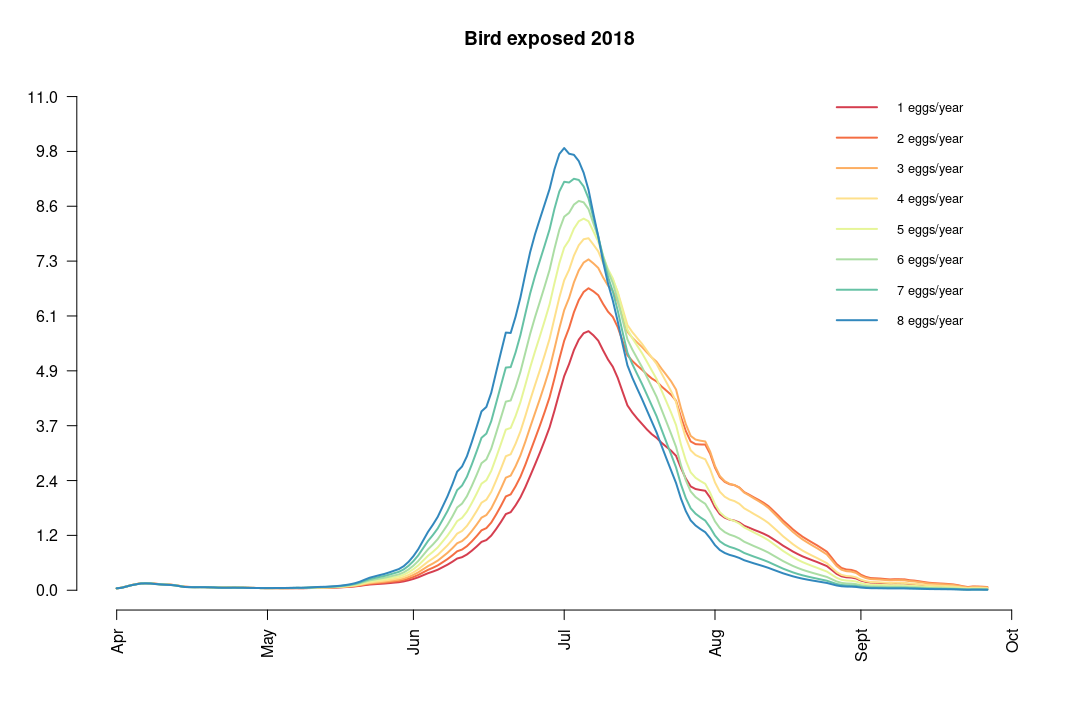 Bird exposed 2018
11.0
9.8
8.6
7.3
6.1
4.9
3.7
2.4
1.2
0.0
1 eggs/year
2 eggs/year
3 eggs/year
4 eggs/year
5 eggs/year
6 eggs/year
7 eggs/year
8 eggs/year
Apr
May
Jun
Jul
Aug
Sept
Oct